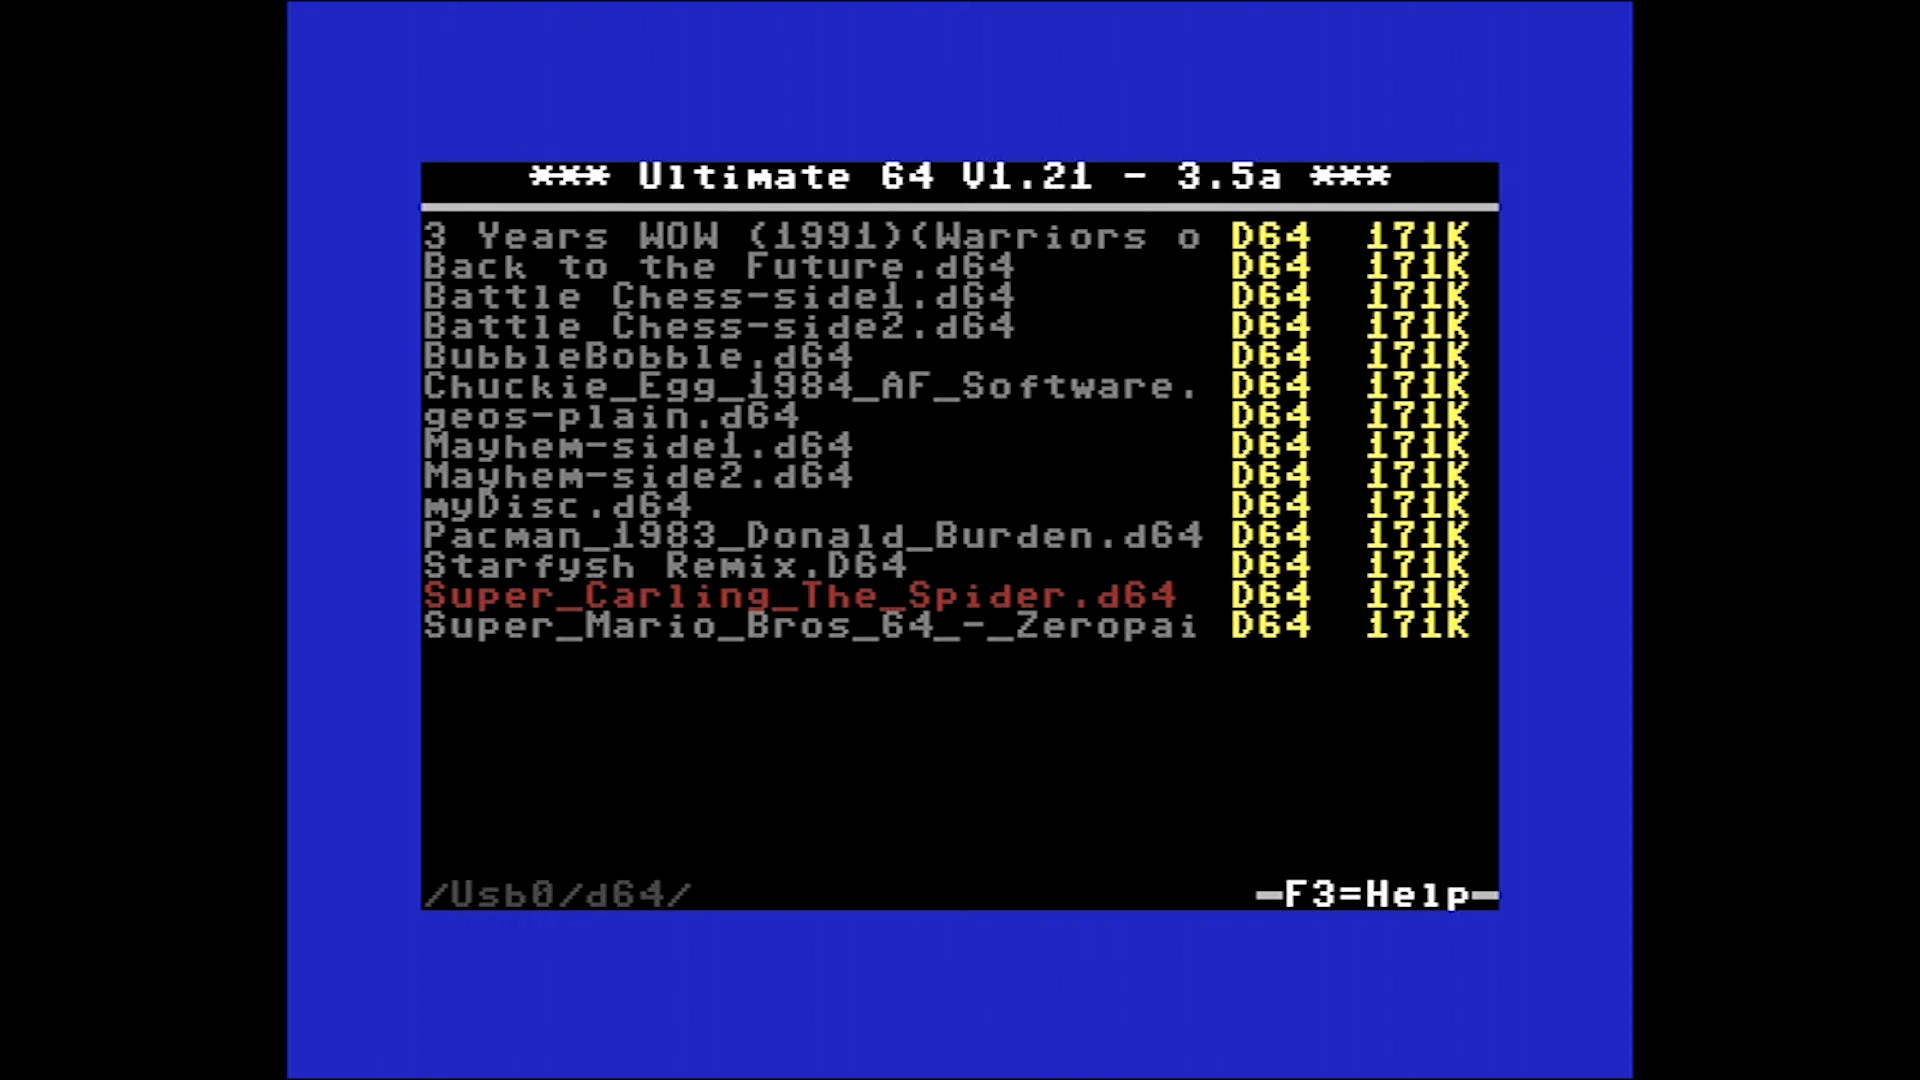 *** Ultimate 64 V1.21 - 3.5a ***
3 Years WOW (1991)(Warriors o D64 171K
Back to the Future.d64 D64 171K
Battle Chess-side1.d64 D64 171K
Battle Chess-side2.d64 D64 171K
BubbleBobble.d64 D64 171K
Chuckie_Egg_1984_AF_Software. D64 171K
geos-plain.d64 D64 171K
Mayhem-side1.d64 D64 171K
Mayhem-side2.d64 D64 171K
myDisc.d64 D64 171K
Pacman_1983_Donald_Burden.d64 D64 171K
Starfysh Remix.D64 D64 171K
Super_Carling_The_Spider.d64 D64 171K
Super_Mario_Bros_64_-_Zeropai D64 171K
/Usb0/d64/ -F3=Help-